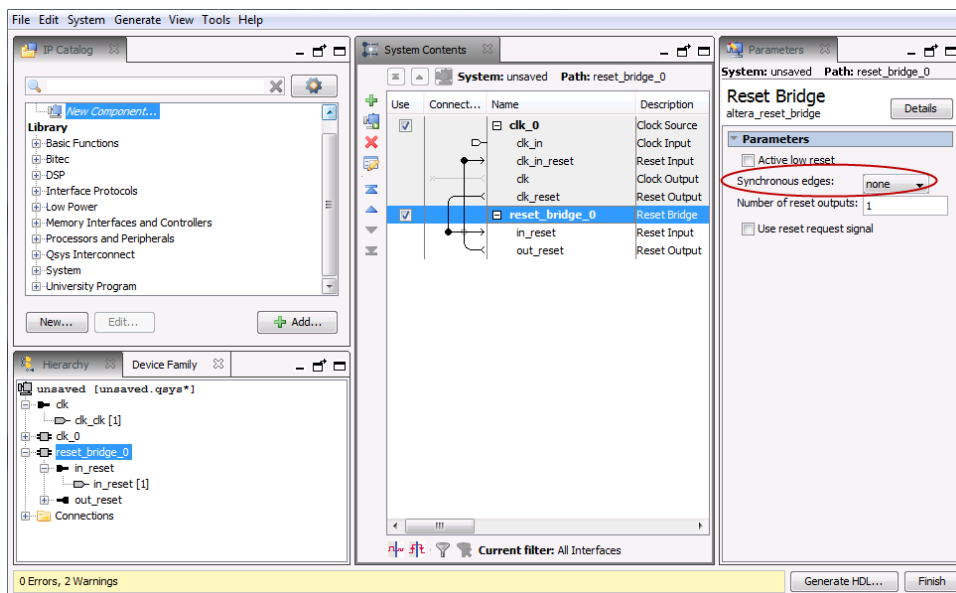 File Edit System Generate View Tools Help
IP Catalog
New Component...
Library
Basic Functions
Bitec
DSP
Interface Protocols
Low Power
Memory Interfaces and Controllers
Processors and Peripherals
Qsys Interconnect
System
University Program
New... Edit... Add...
Hierarchy Device Family
unsaved [unsaved.qsys*]
clk
clk_clk [1]
clk_0
reset_bridge_0
in_reset
in_reset [1]
out_reset
Connections
System Contents
System: unsaved Path: reset_bridge_0
Use Connect... Name Description
clk_0 Clock Source
clk_in Clock Input
clk_in_reset Reset Input
clk Clock Output
clk_reset Reset Output
reset_bridge_0 Reset Bridge
in_reset Reset Input
out_reset Reset Output
Current filter: All Interfaces
Parameters
System: unsaved Path: reset_bridge_0
Reset Bridge
altera_reset_bridge Details
Parameters
Active low reset
Synchronous edges: none
Number of reset outputs: 1
Use reset request signal
0 Errors, 2 Warnings
Generate HDL... Finish